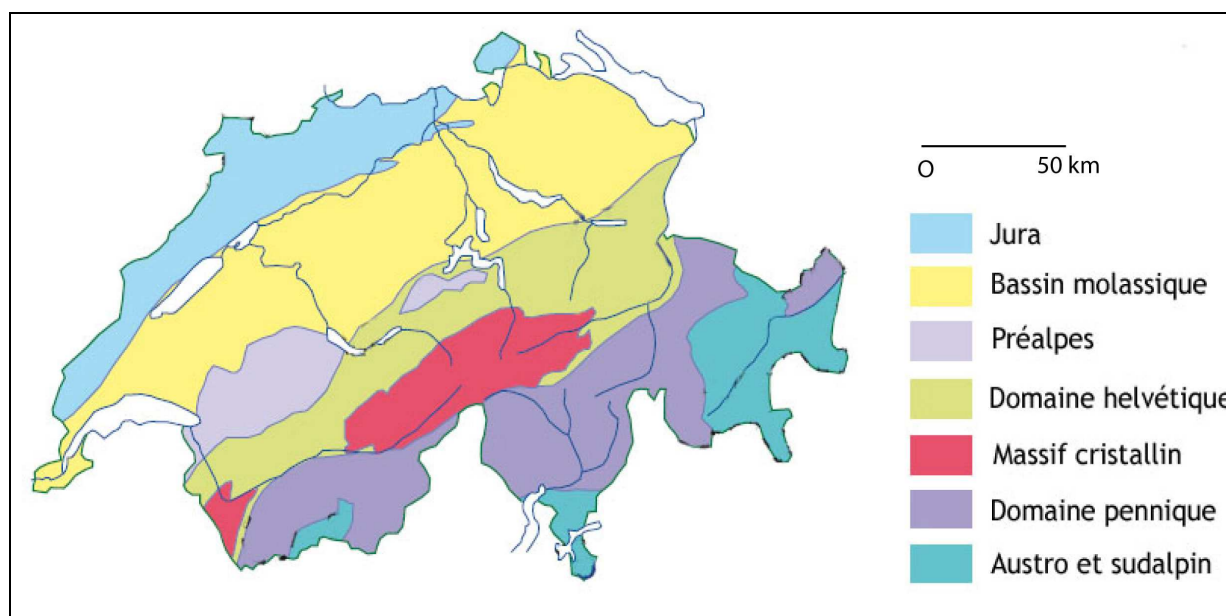 O 50 km
Jura
Bassin molassique
Préalpes
Domaine helvétique
Massif cristallin
Domaine pennique
Austro et sudalpin